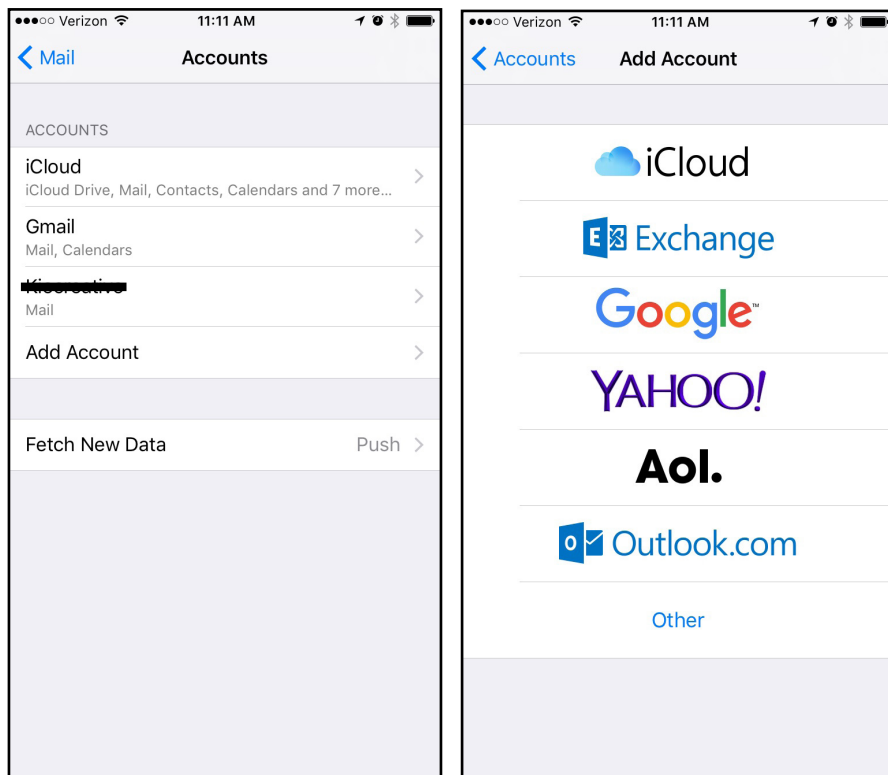 Verizon 11:11 AM
Mail Accounts
ACCOUNTS
iCloud
iCloud Drive, Mail, Contacts, Calendars and 7 more...
Gmail
Mail, Calendars
Mail
Add Account
Fetch New Data Push
Verizon 11:11 AM
Accounts Add Account
iCloud
E Exchange
Google™
YAHOO!
Aol.
o Outlook.com
Other